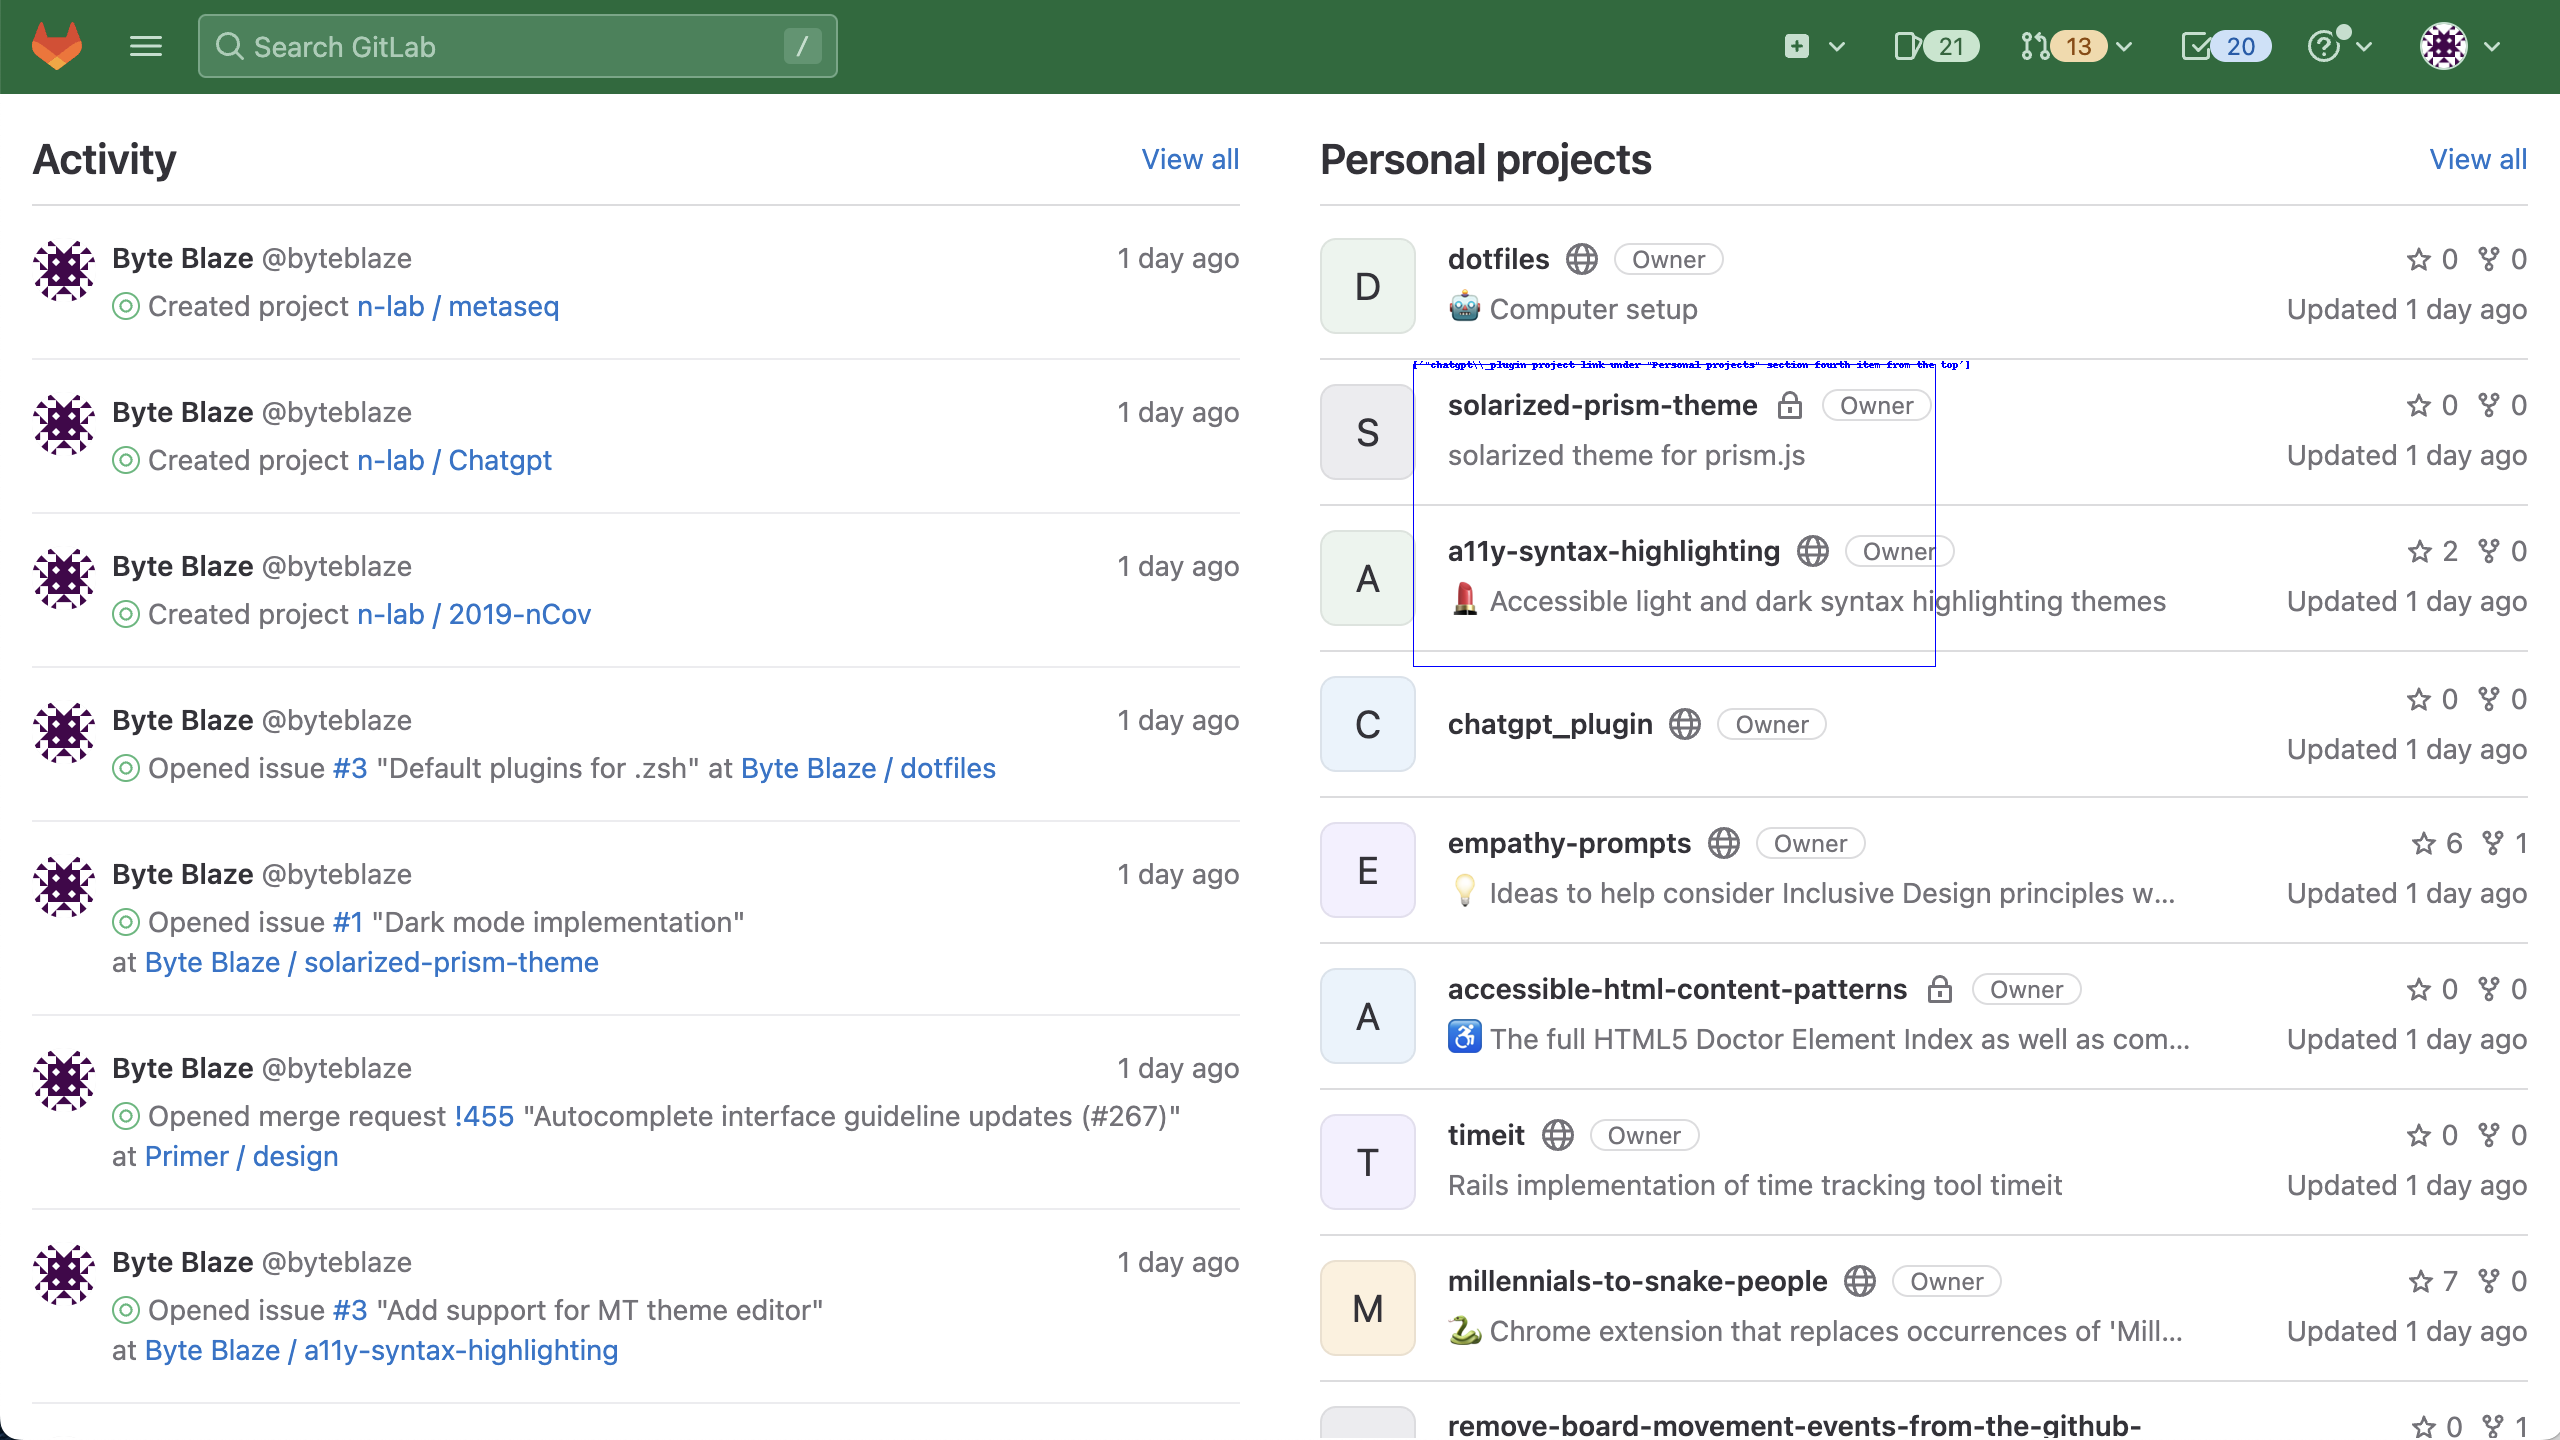 Search GitLab
/
21
13
20
Activity
View all
Byte Blaze @byteblaze
1 day ago
Created project n-lab / metaseq
Byte Blaze @byteblaze
1 day ago
Created project n-lab / Chatgpt
Byte Blaze @byteblaze
1 day ago
Created project n-lab / 2019-nCov
Byte Blaze @byteblaze
1 day ago
Opened issue #3 "Default plugins for .zsh" at Byte Blaze / dotfiles
Byte Blaze @byteblaze
1 day ago
Opened issue #1 "Dark mode implementation"
at Byte Blaze / solarized-prism-theme
Byte Blaze @byteblaze
1 day ago
Opened merge request !455 "Autocomplete interface guideline updates (#267)"
at Primer / design
Byte Blaze @byteblaze
1 day ago
Opened issue #3 "Add support for MT theme editor"
at Byte Blaze / a11y-syntax-highlighting
Personal projects
View all
D
dotfiles Owner
0 0
🤖 Computer setup
Updated 1 day ago
['"chatgpt\\_plugin project link under "Personal projects" section fourth item from the top']
S
solarized-prism-theme Owner
0 0
solarized theme for prism.js
Updated 1 day ago
A
a11y-syntax-highlighting Owner
2 0
💄 Accessible light and dark syntax highlighting themes
Updated 1 day ago
C
chatgpt_plugin Owner
0 0
Updated 1 day ago
E
empathy-prompts Owner
6 1
💡 Ideas to help consider Inclusive Design principles w...
Updated 1 day ago
A
accessible-html-content-patterns Owner
0 0
♿ The full HTML5 Doctor Element Index as well as com...
Updated 1 day ago
T
timeit Owner
0 0
Rails implementation of time tracking tool timeit
Updated 1 day ago
M
millennials-to-snake-people Owner
7 0
🐍 Chrome extension that replaces occurrences of 'Mill...
Updated 1 day ago
remove-board-movement-events-from-the-github-
0 1